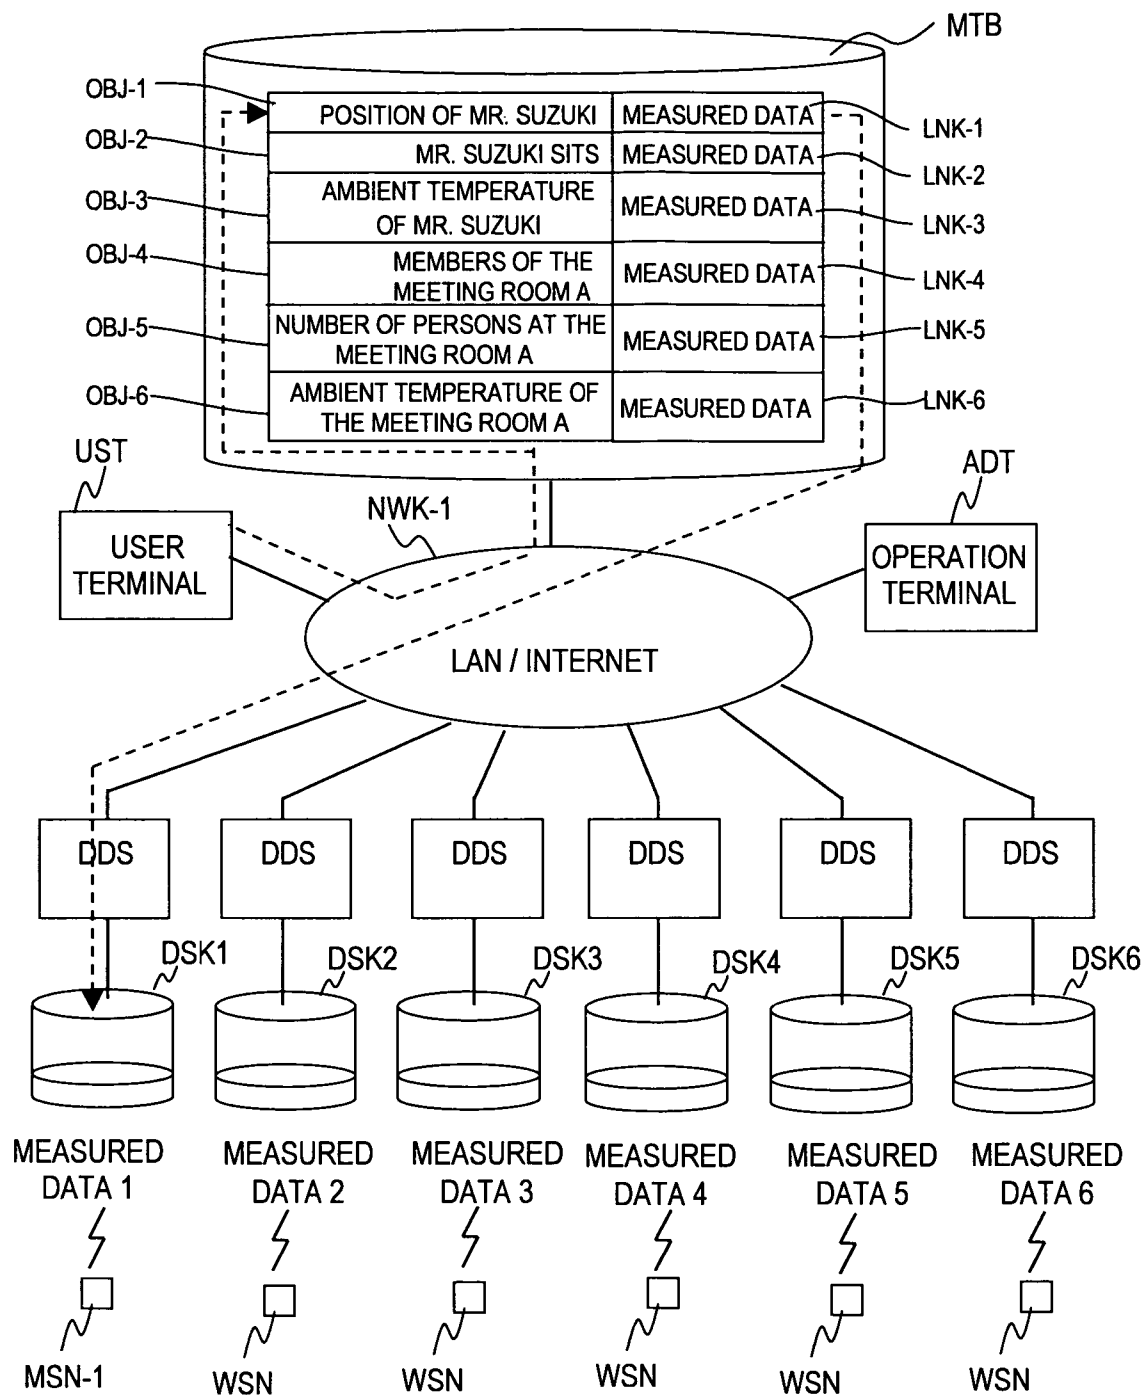 MTB
OBJ-1
POSITION OF MR. SUZUKI
MEASURED DATA
LNK-1
OBJ-2
MR. SUZUKI SITS
MEASURED DATA
LNK-2
OBJ-3
AMBIENT TEMPERATURE
OF MR. SUZUKI
MEASURED DATA
LNK-3
OBJ-4
MEMBERS OF THE
MEETING ROOM A
MEASURED DATA
LNK-4
OBJ-5
NUMBER OF PERSONS AT THE
MEETING ROOM A
MEASURED DATA
LNK-5
OBJ-6
AMBIENT TEMPERATURE OF
THE MEETING ROOM A
MEASURED DATA
LNK-6
UST
USER
TERMINAL
NWK-1
ADT
OPERATION
TERMINAL
LAN / INTERNET
DDS
DDS
DDS
DDS
DDS
DDS
DSK1
DSK2
DSK3
DSK4
DSK5
DSK6
MEASURED
DATA 1
MEASURED
DATA 2
MEASURED
DATA 3
MEASURED
DATA 4
MEASURED
DATA 5
MEASURED
DATA 6
MSN-1
WSN
WSN
WSN
WSN
WSN